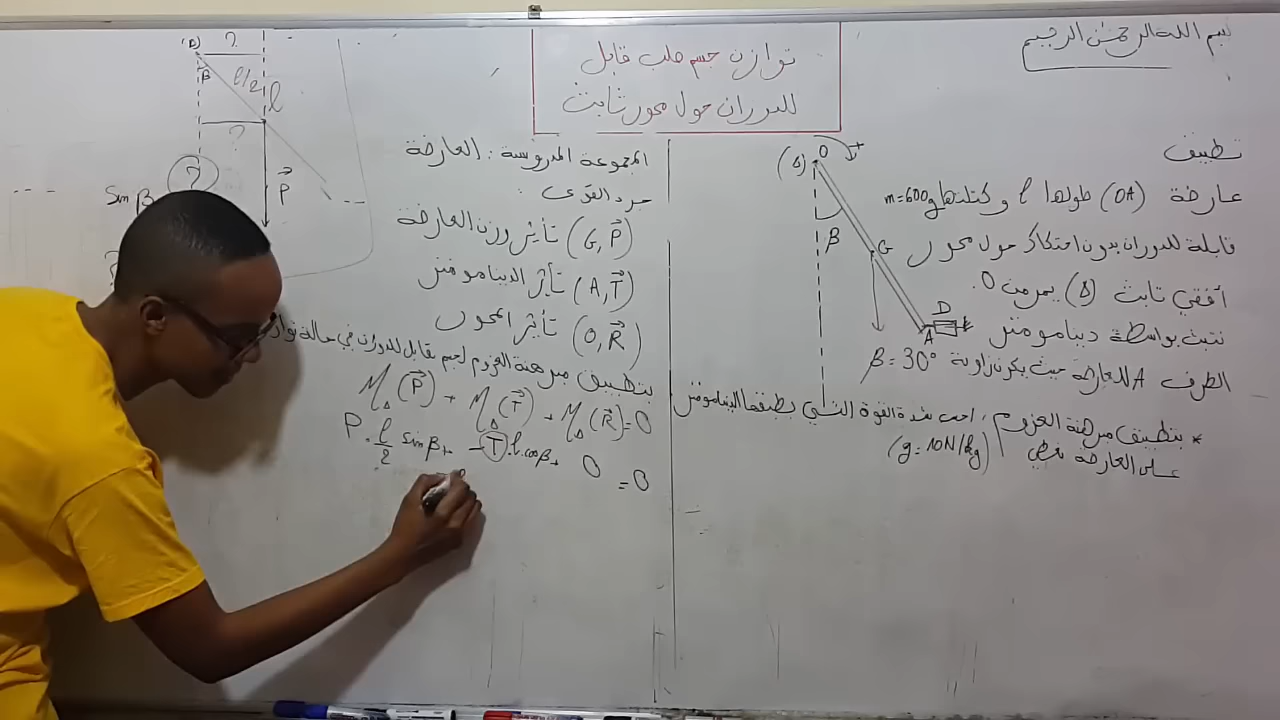 بسم الله الرحمن الرحيم
توازن جسم صلب قابل
للدوران حول محور ثابت
تطبيق
عارضة (OA) طولها l وكتلتها m=600g
قابلة للدوران بدون احتكاك حول محور
أفقي ثابت (Δ) يمر من O.
نثبت بواسطة دينامومتر
الطرف A للعارضة حيث يكون زاوية β = 30°
* بتطبيق مبرهنة العزوم، احسب شدة القوة التي يطبقها الدينامومتر
على العارضة نعطي (g=10N/kg)
(Δ) O +
β
G
D
A
المجموعة المدروسة: العارضة
جرد القوى:
(G,P⃗) تأثير وزن العارضة
(A,T⃗) تأثير الدينامومتر
(O,R⃗) تأثير المحور
بتطبيق مبرهنة العزوم لجسم قابل للدوران في حالة
M_Δ(P⃗) + M_Δ(T⃗) + M_Δ(R⃗) = 0
P. l/2 sin β + -T.l.cos β + 0 = 0
(Δ) ?
β l/2 l
?
P⃗
Sin β ?